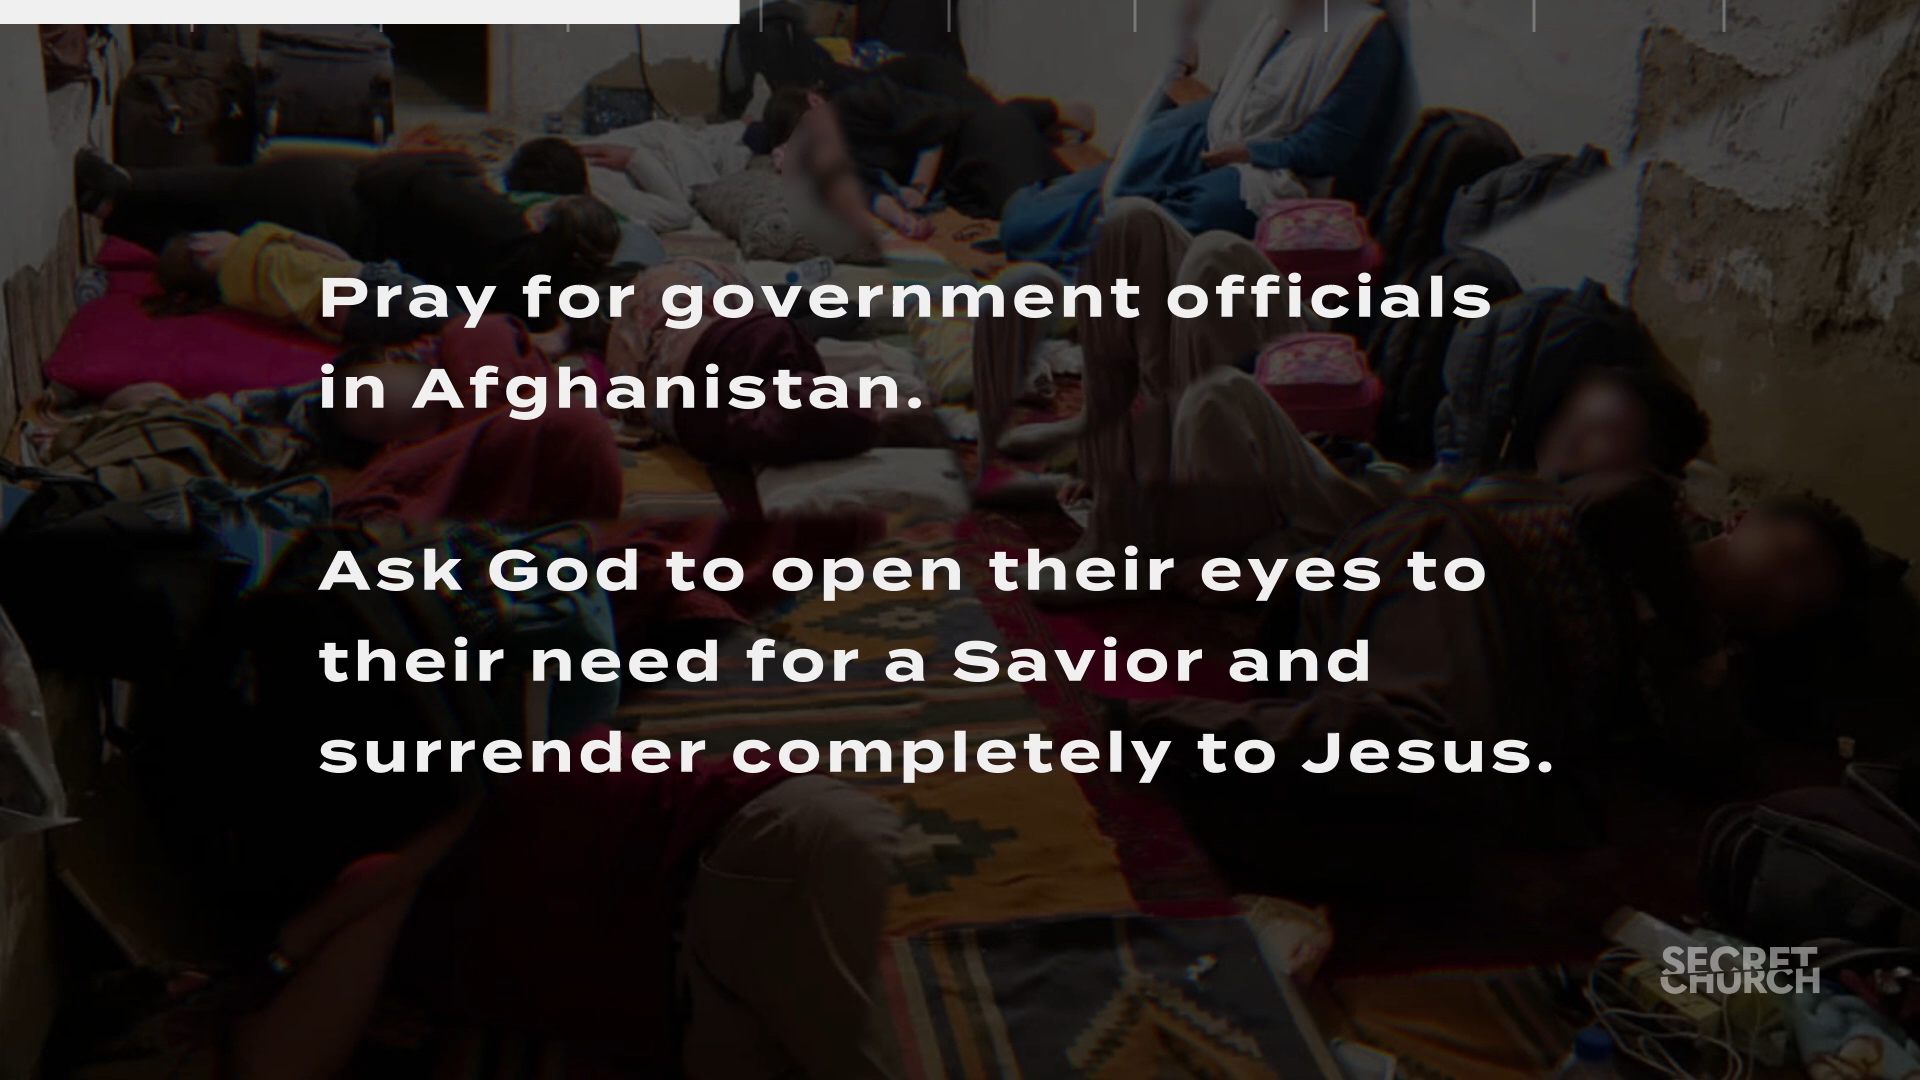 Pray for government officials
in Afghanistan.
Ask God to open their eyes to
their need for a Savior and
surrender completely to Jesus.
SECRET
CHURCH